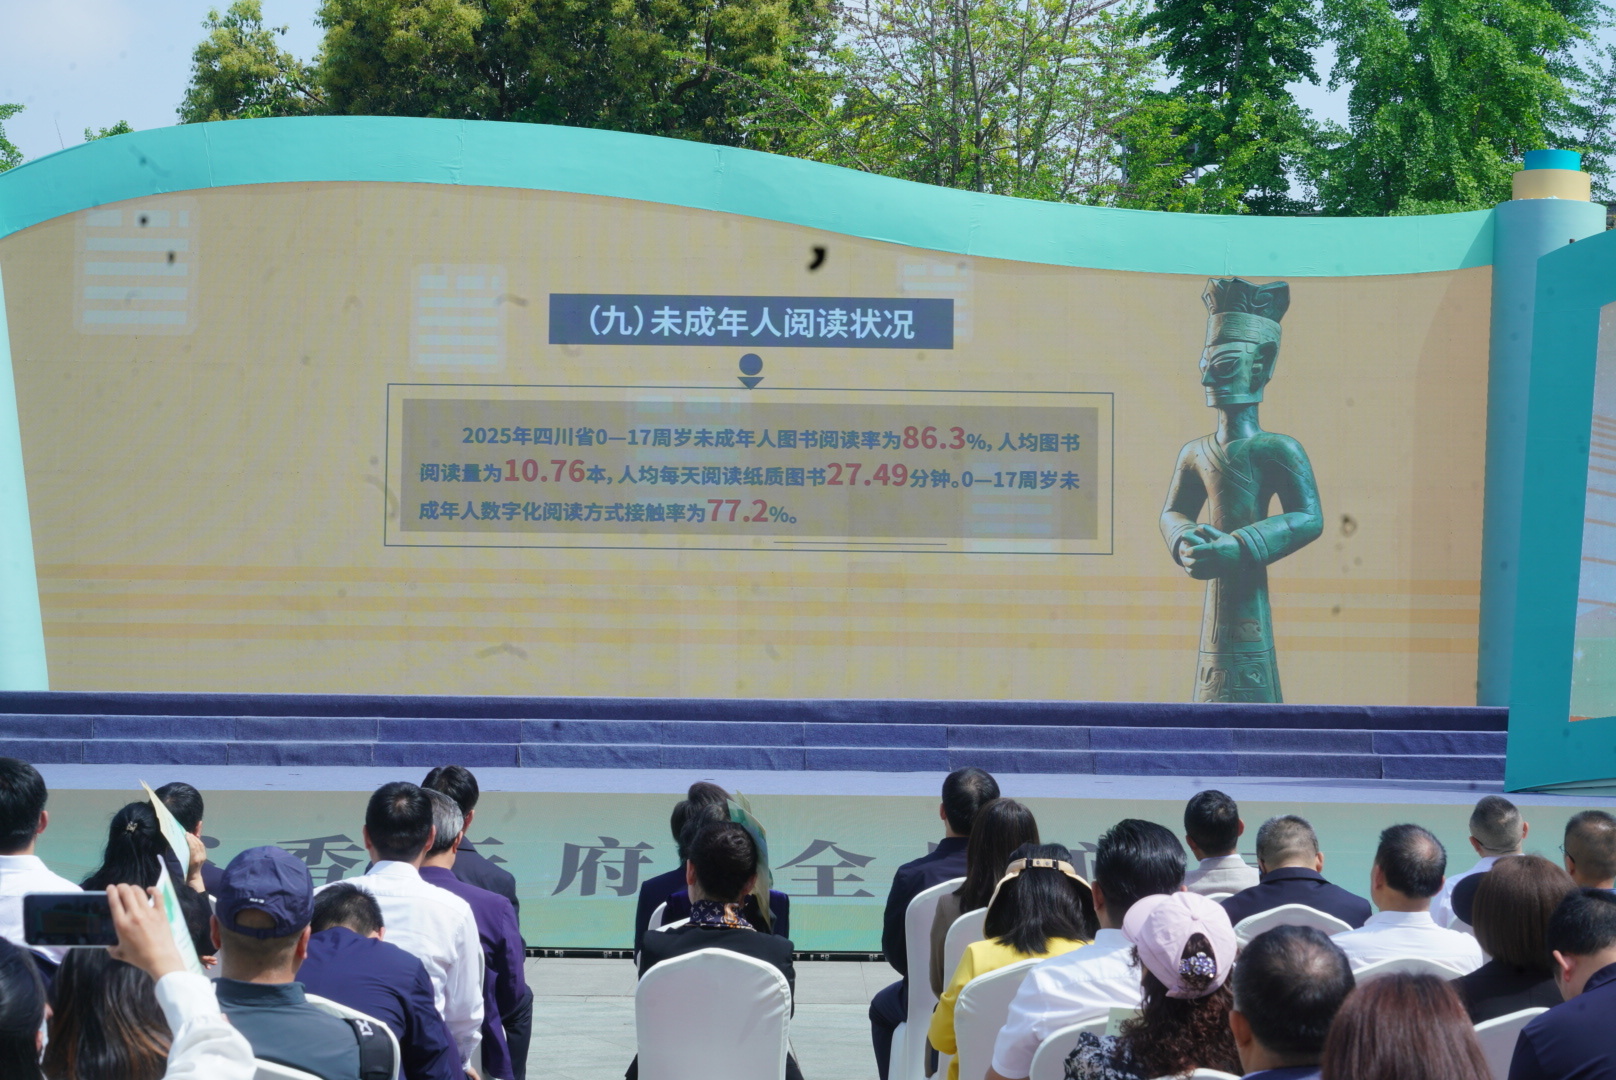 （九）未成年人阅读状况
2025年四川省0—17周岁未成年人图书阅读率为86.3%，人均图书
阅读量为10.76本，人均每天阅读纸质图书27.49分钟。0—17周岁未
成年人数字化阅读方式接触率为77.2%。
委 府 全